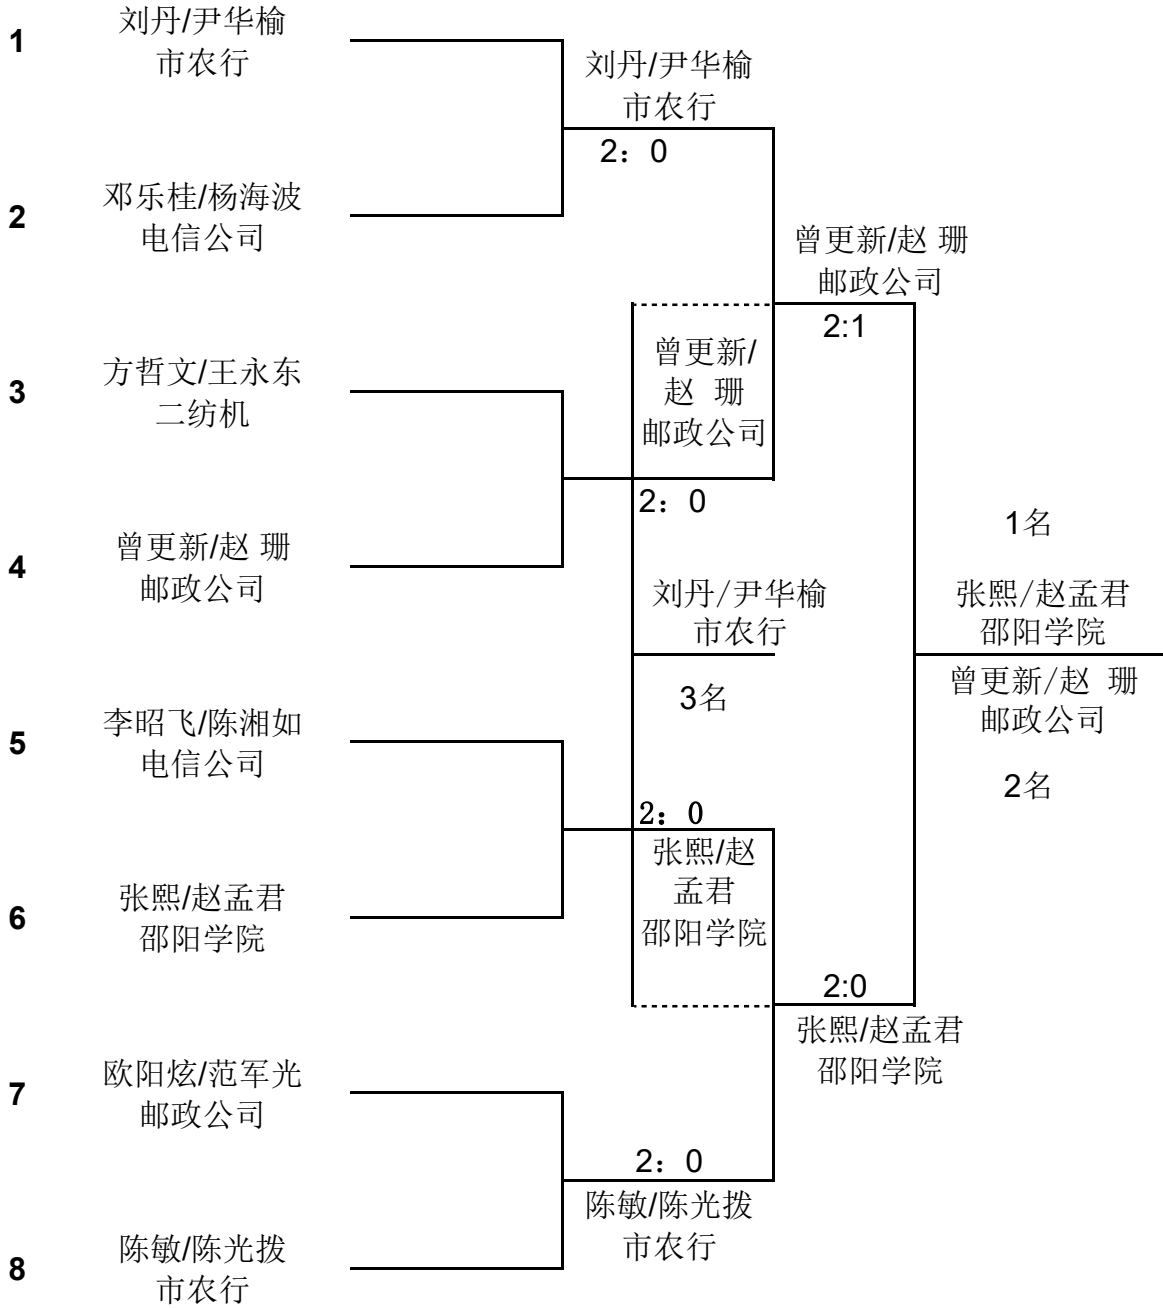 1
刘丹/尹华榆
市农行
刘丹/尹华榆
市农行
2：0
2
邓乐桂/杨海波
电信公司
曾更新/赵 珊
邮政公司
2:1
3
方哲文/王永东
二纺机
曾更新/
赵 珊
邮政公司
2：0
4
曾更新/赵 珊
邮政公司
1名
刘丹/尹华榆
市农行
3名
张熙/赵孟君
邵阳学院
曾更新/赵 珊
邮政公司
2名
5
李昭飞/陈湘如
电信公司
2：0
张熙/赵
孟君
邵阳学院
6
张熙/赵孟君
邵阳学院
2:0
张熙/赵孟君
邵阳学院
7
欧阳炫/范军光
邮政公司
2：0
陈敏/陈光拨
市农行
8
陈敏/陈光拨
市农行